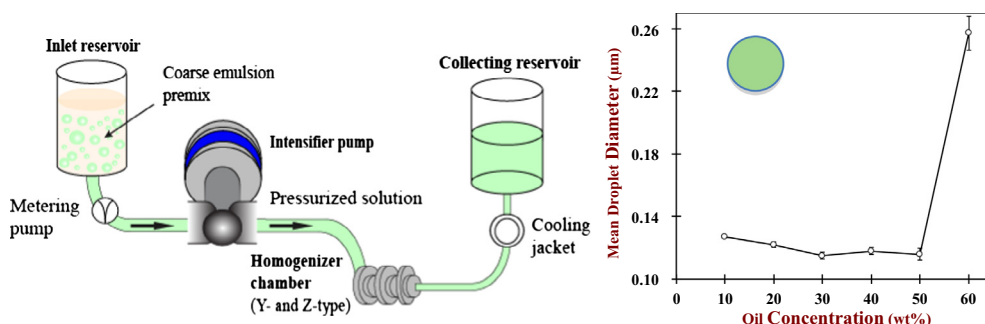 Inlet reservoir
Coarse emulsion
premix
Intensifier pump
Pressurized solution
Metering
pump
Homogenizer
chamber
(Y- and Z-type)
Collecting reservoir
Cooling
jacket
Mean Droplet Diameter (μm)
0.26
0.22
0.18
0.14
0.10
0 10 20 30 40 50 60
Oil Concentration (wt%)